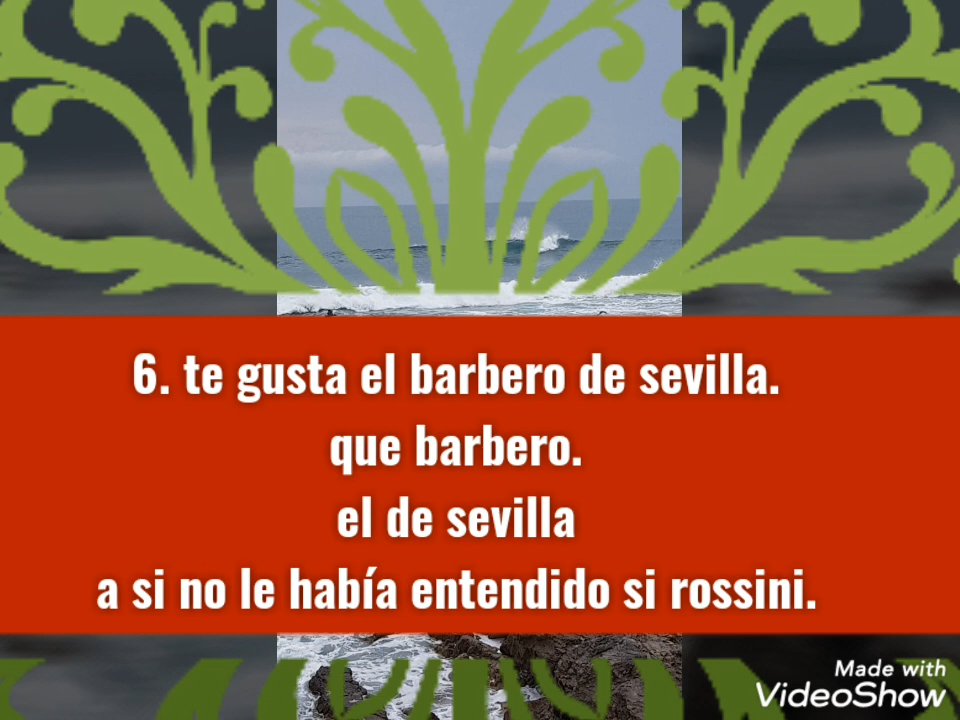 6. te gusta el barbero de sevilla.
que barbero.
el de sevilla
a si no le había entendido si rossini.
Made with
VideoShow